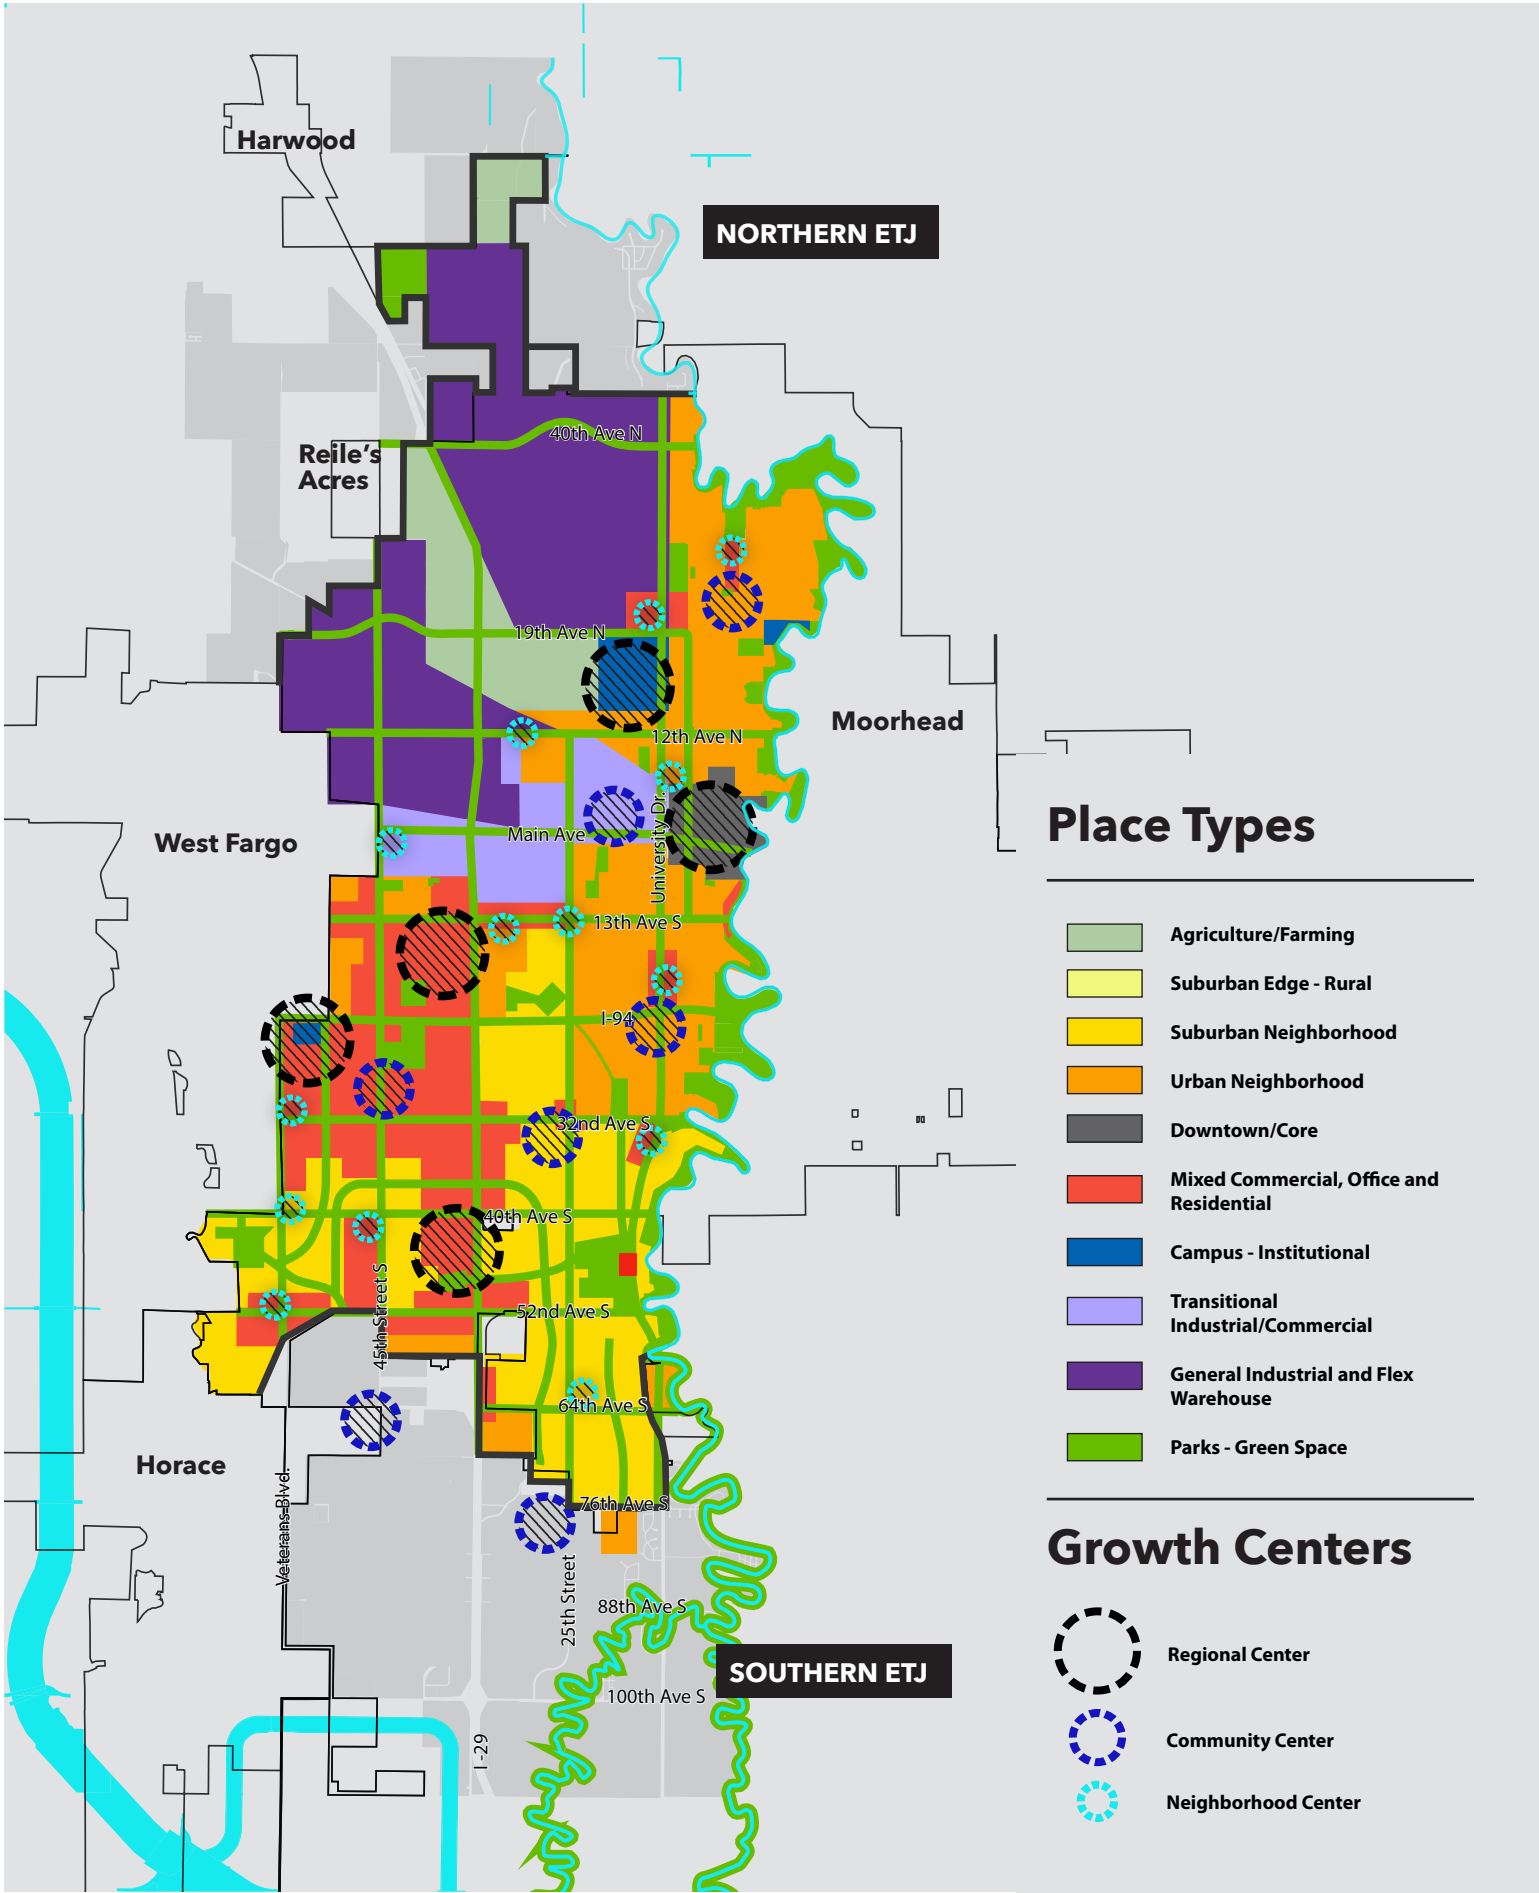 Harwood
NORTHERN ETJ
40th Ave N
Reile's
Acres
19th Ave N
Moorhead
12th Ave N
West Fargo
Main Ave
University Dr.
13th Ave S
I-94
32nd Ave S
40th Ave S
45th Street S
52nd Ave S
64th Ave S
Horace
Veterans Blvd.
76th Ave S
25th Street
88th Ave S
SOUTHERN ETJ
100th Ave S
I-29
Place Types
Agriculture/Farming
Suburban Edge - Rural
Suburban Neighborhood
Urban Neighborhood
Downtown/Core
Mixed Commercial, Office and
Residential
Campus - Institutional
Transitional
Industrial/Commercial
General Industrial and Flex
Warehouse
Parks - Green Space
Growth Centers
Regional Center
Community Center
Neighborhood Center